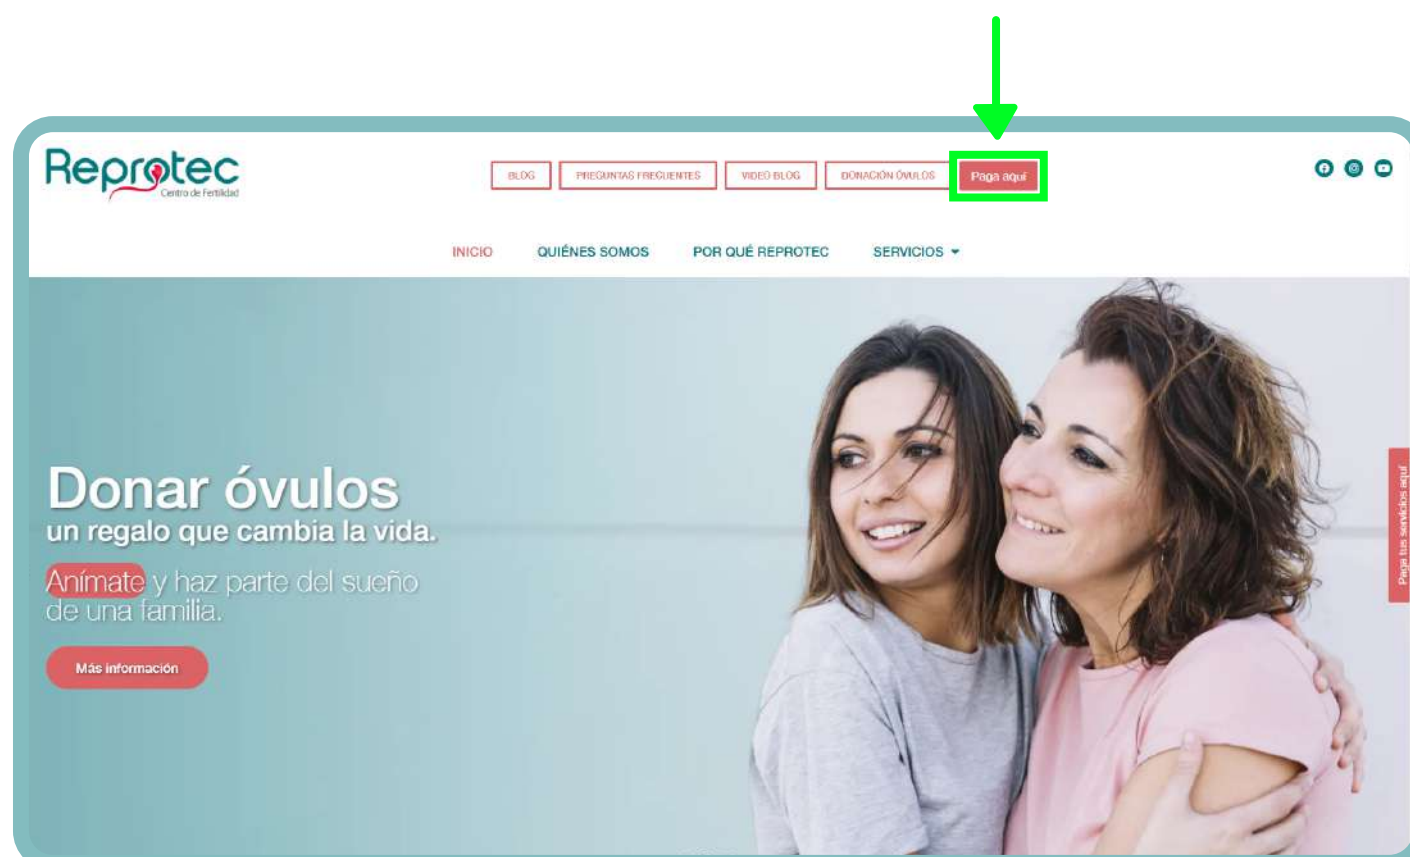 Reprotec
Centro de Fertilidad
BLOG
PREGUNTAS FRECUENTES
VIDEO BLOG
DONACIÓN ÓVULOS
Paga aquí
INICIO
QUIÉNES SOMOS
POR QUÉ REPROTEC
SERVICIOS
Donar óvulos
un regalo que cambia la vida.
Anímate y haz parte del sueño
de una familia.
Más información
Paga tus servicios aquí